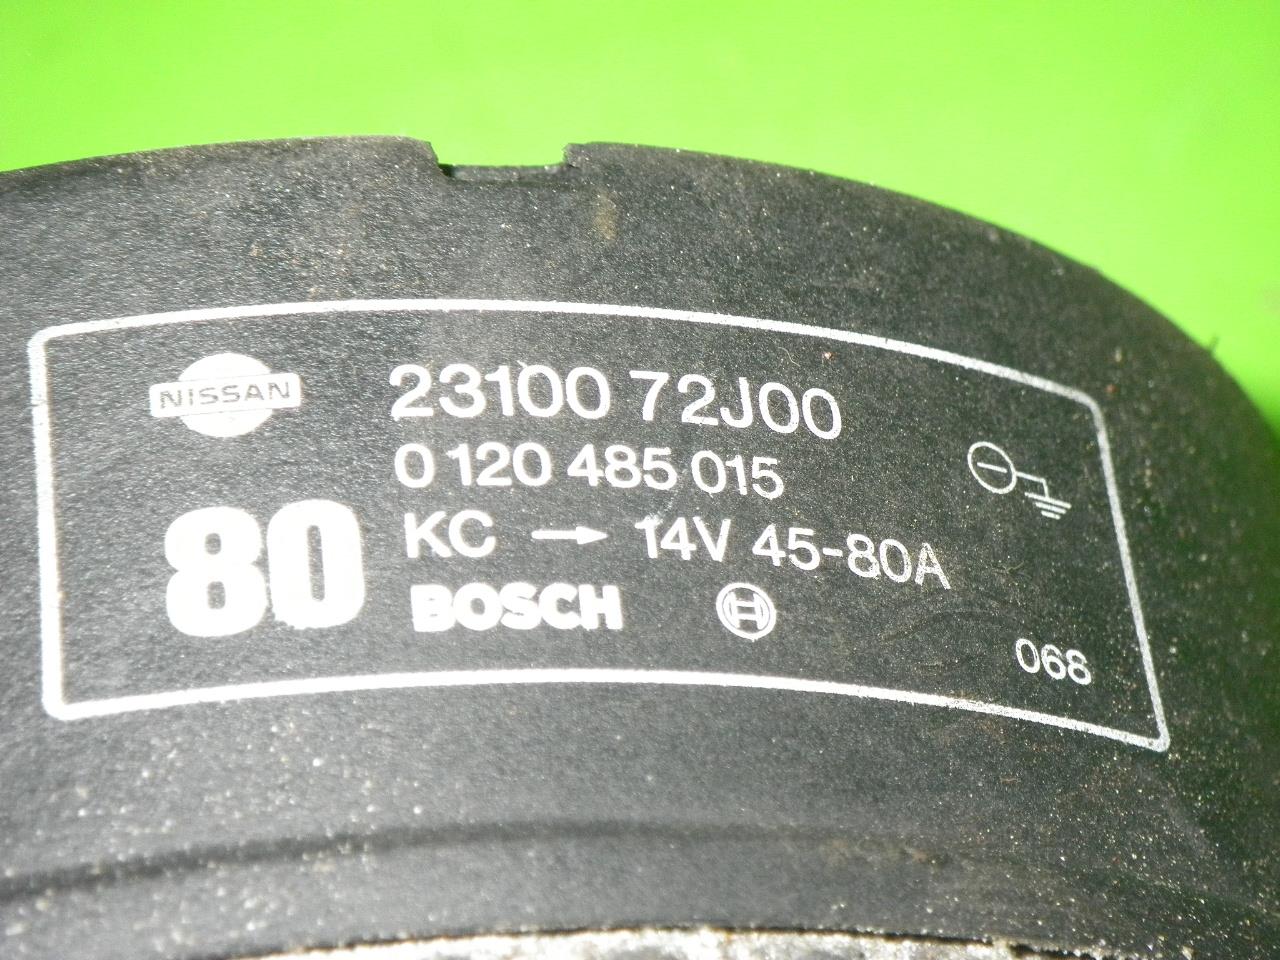 NISSAN
23100 72J00
0 120 485 015
80
KC → 14V 45-80A
BOSCH
068